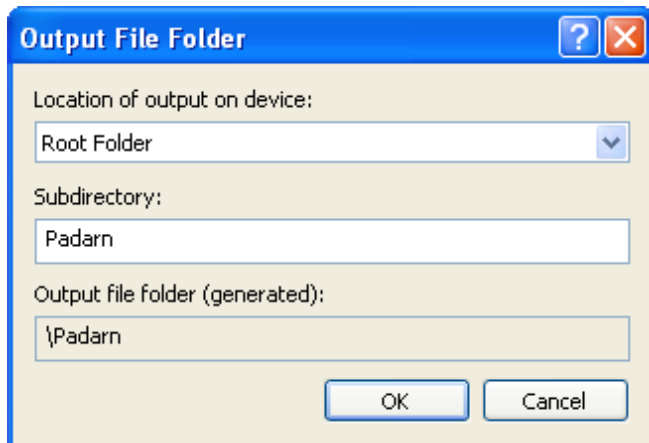 Output File Folder
Location of output on device:
Root Folder
Subdirectory:
Padarn
Output file folder (generated):
\Padarn
OK Cancel